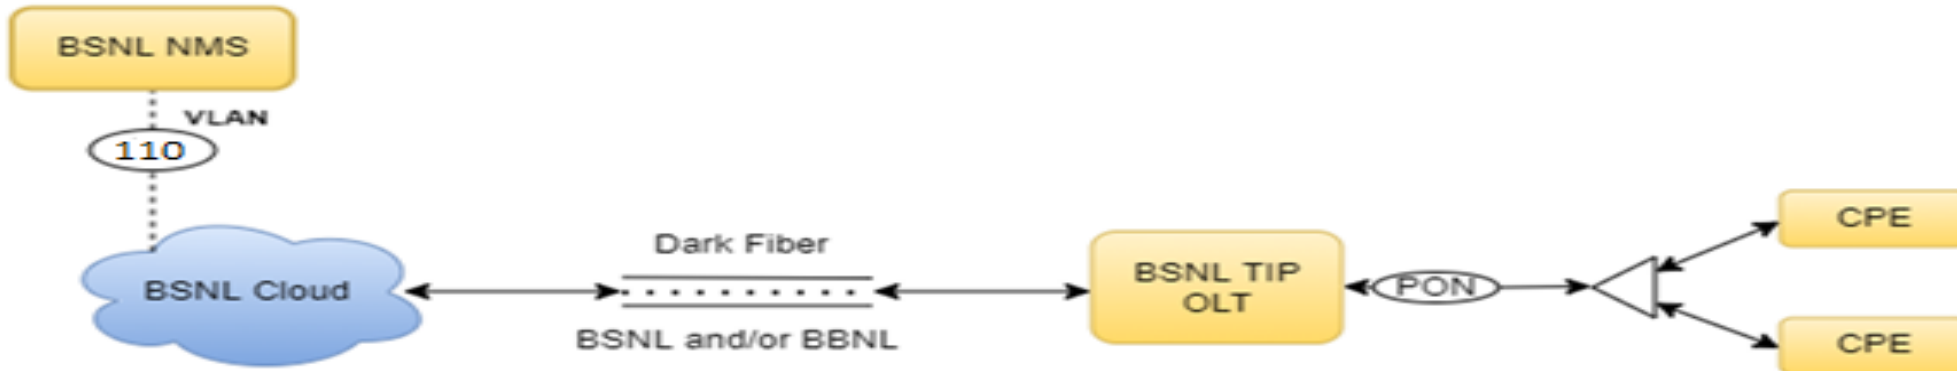 BSNL NMS
VLAN
110
BSNL Cloud
Dark Fiber
BSNL and/or BBNL
BSNL TIP
OLT
PON
CPE
CPE